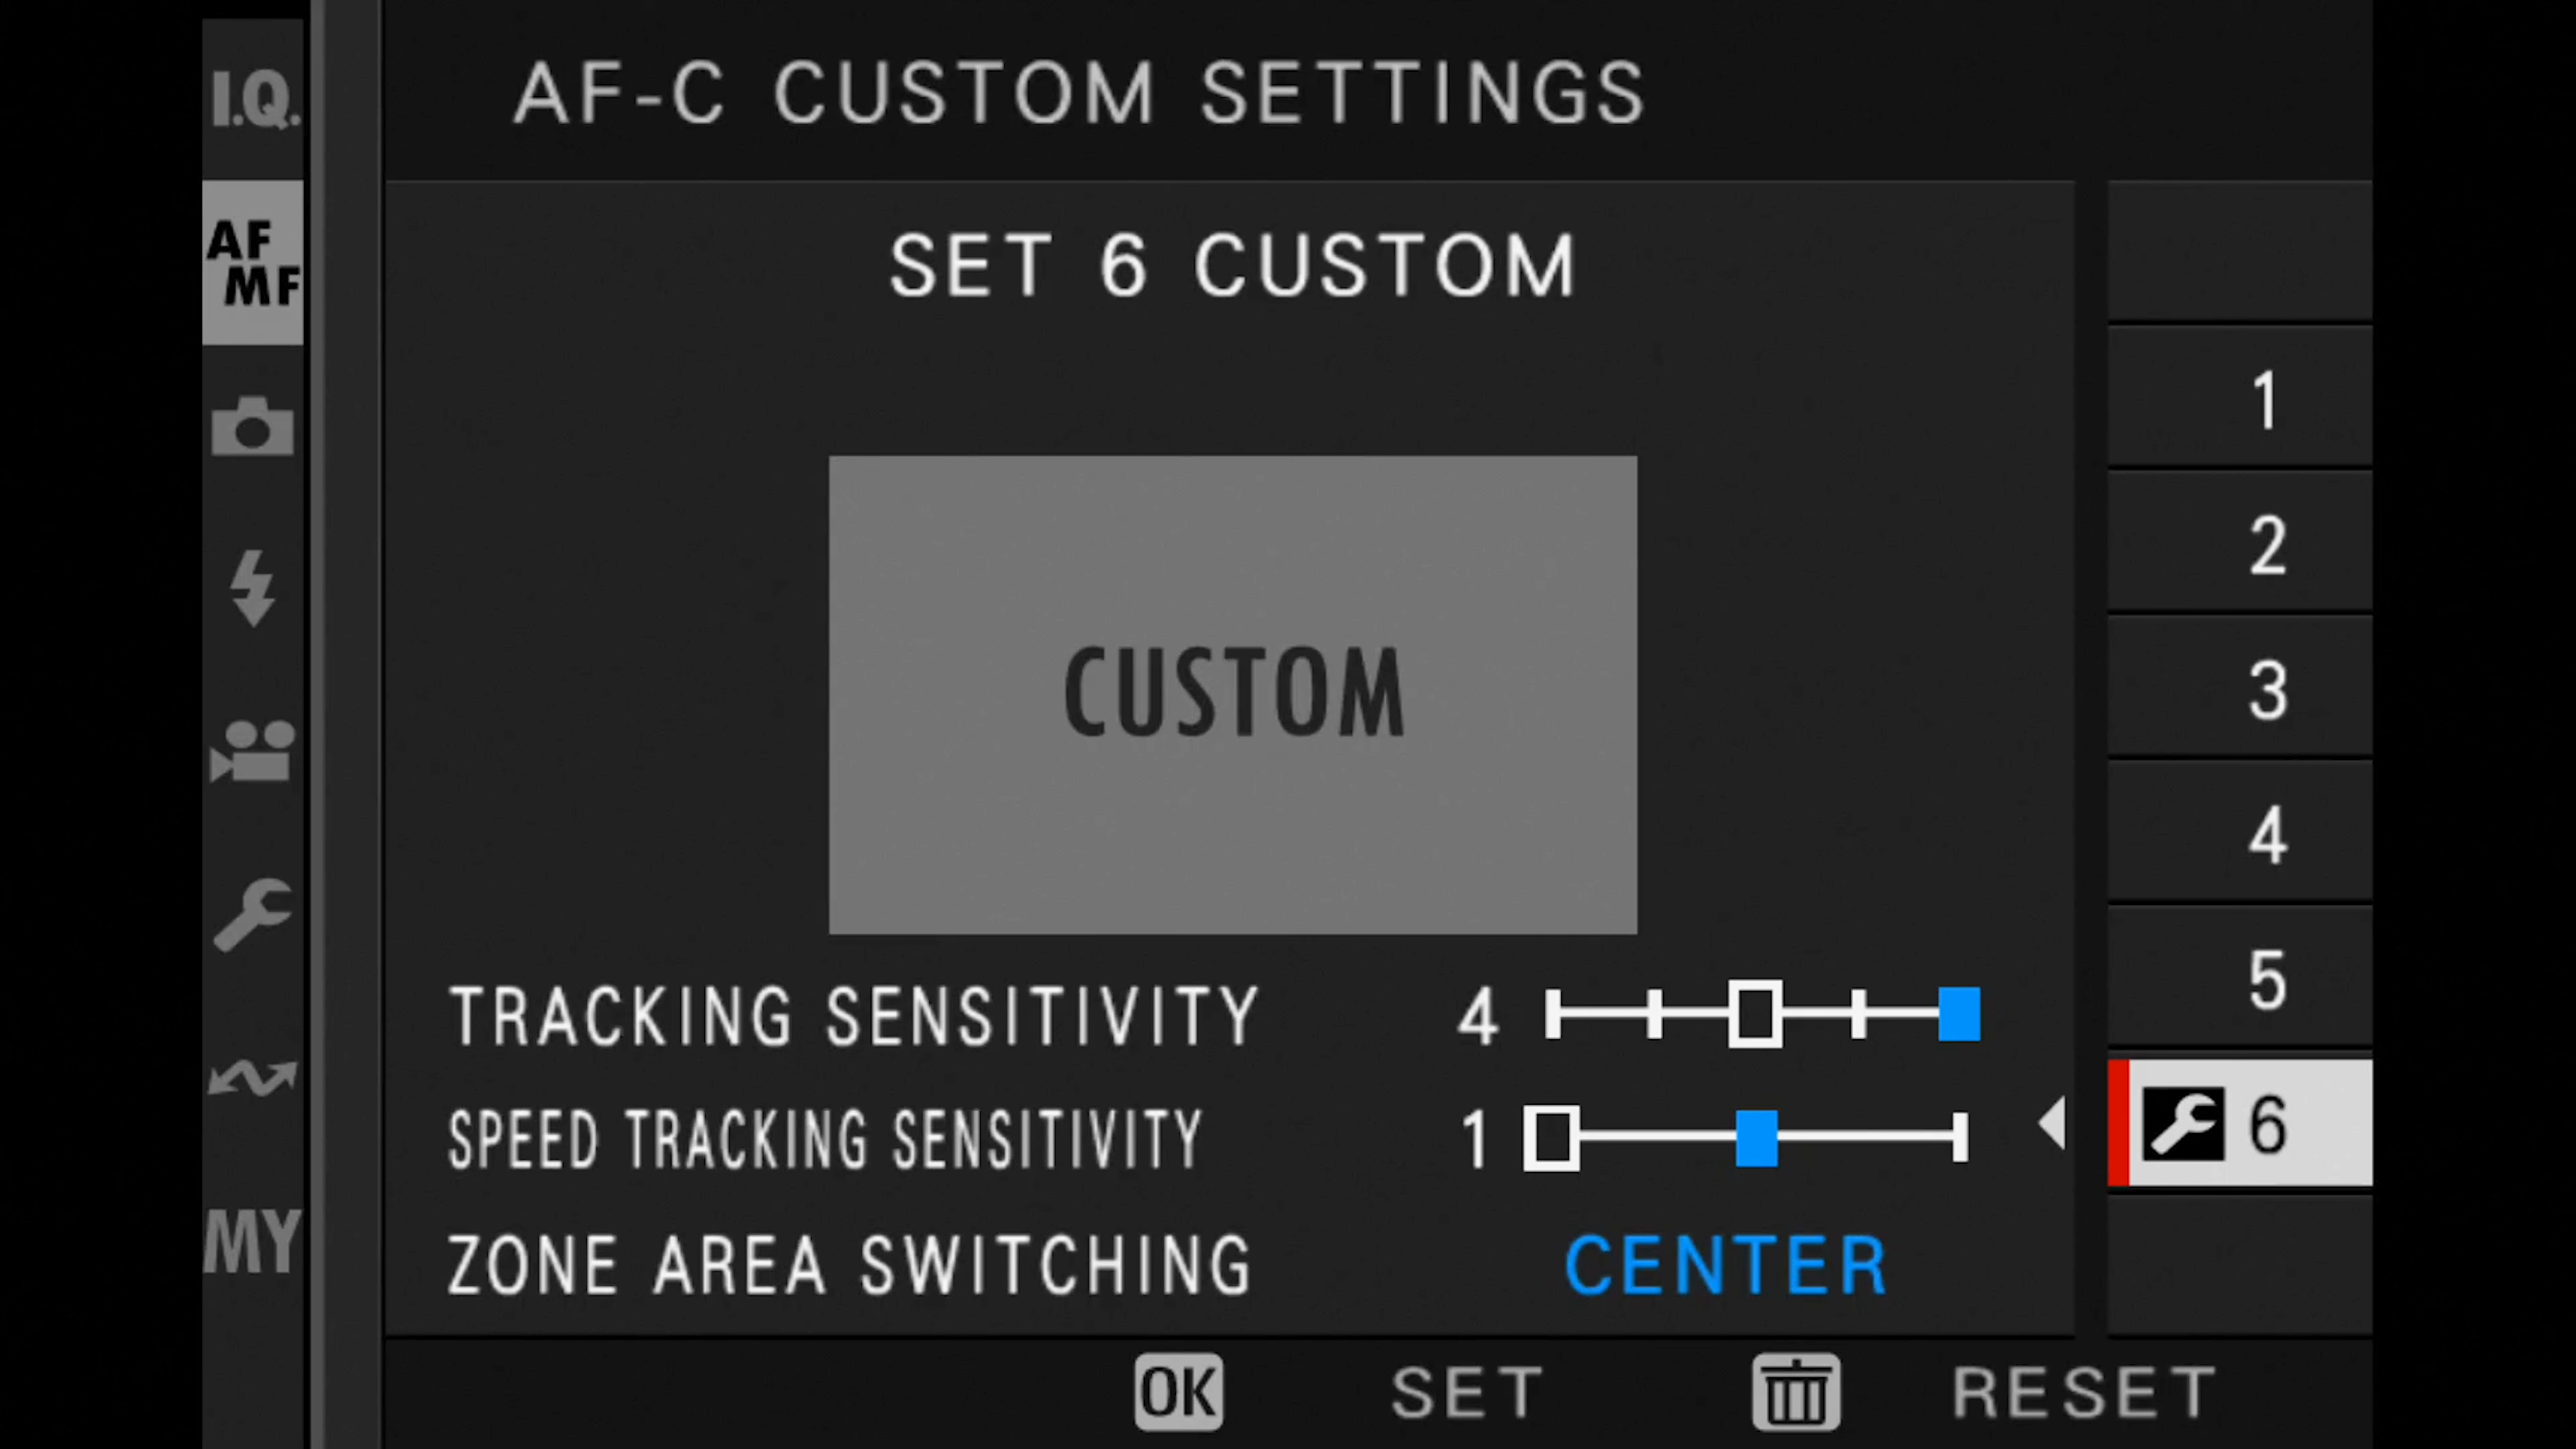 I.Q.
AF-C CUSTOM SETTINGS
AF
MF
SET 6 CUSTOM
1
2
CUSTOM
3
4
5
TRACKING SENSITIVITY 4
SPEED TRACKING SENSITIVITY 1
6
MY
ZONE AREA SWITCHING CENTER
OK SET RESET